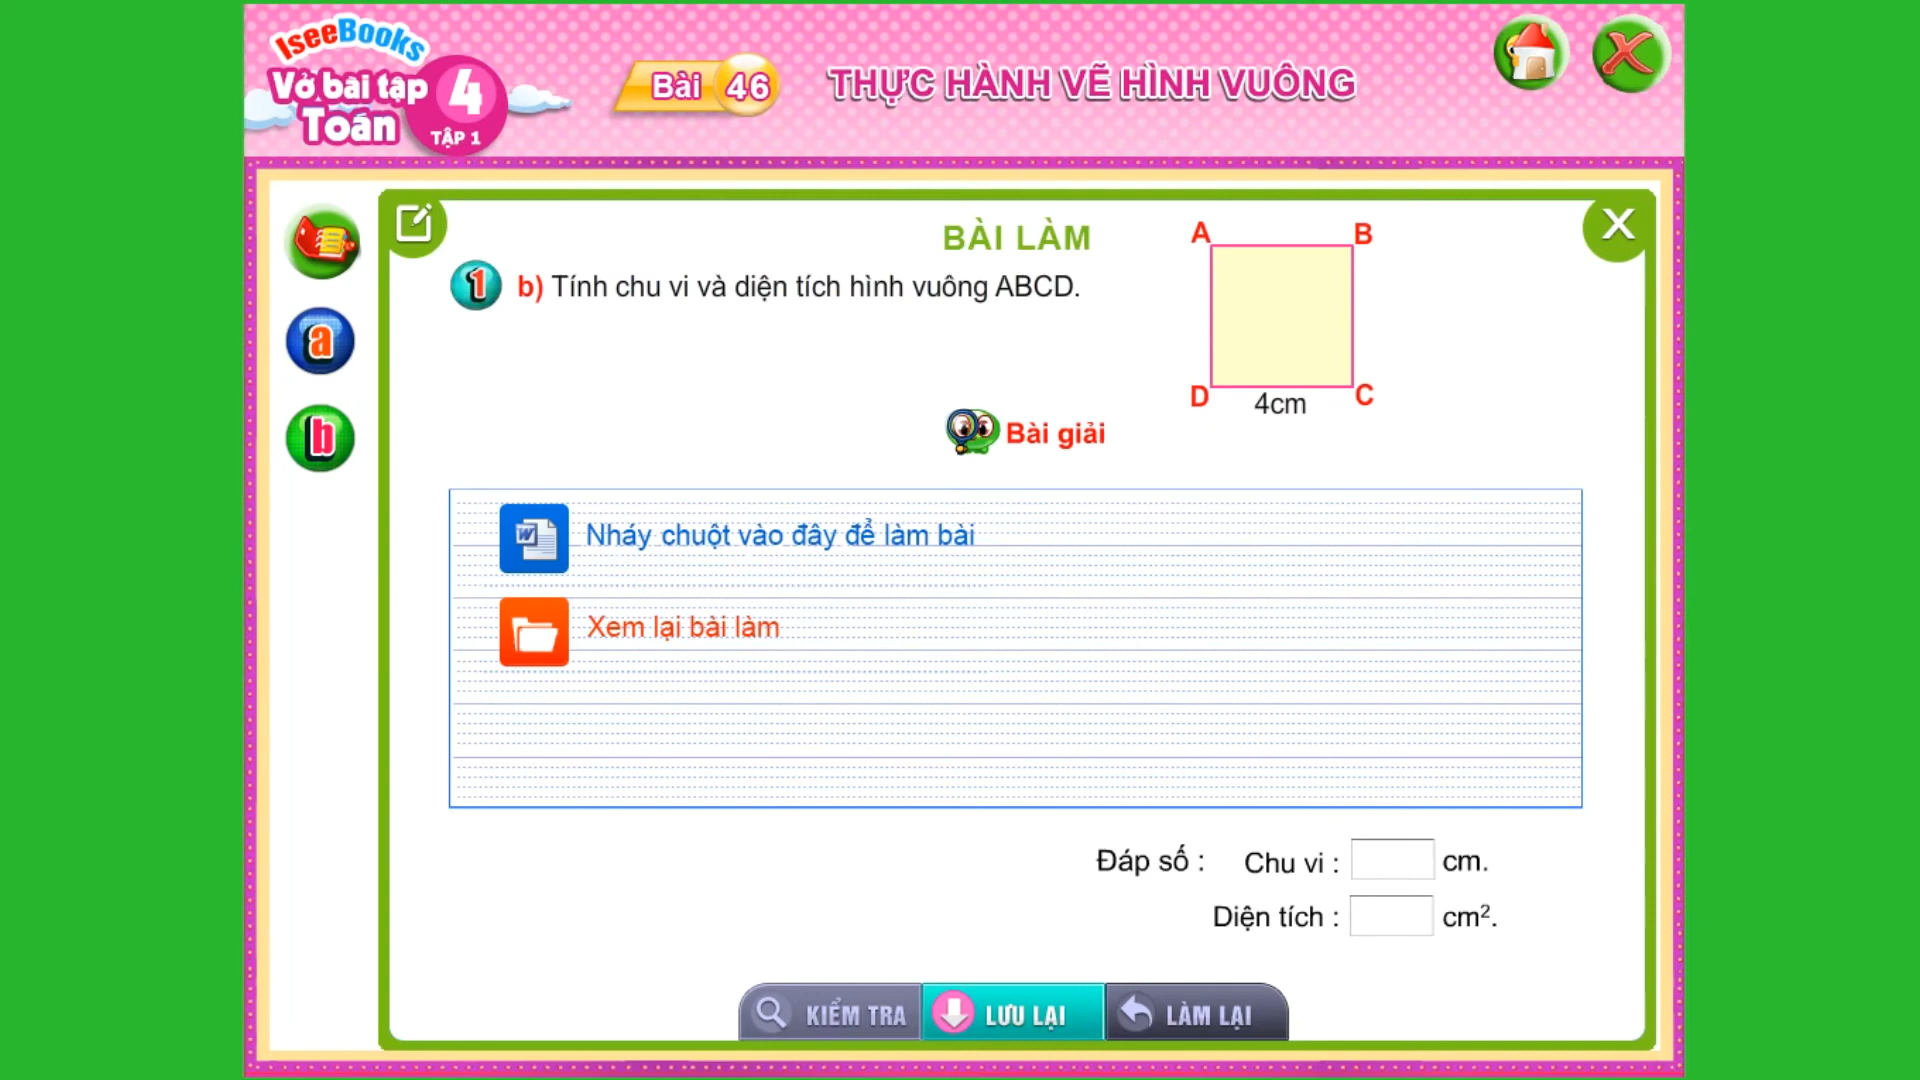 IseeBooks
Vở bài tập
Toán
4
TẬP 1
Bài 46
THỰC HÀNH VẼ HÌNH VUÔNG
a
b
BÀI LÀM
1 b) Tính chu vi và diện tích hình vuông ABCD.
A
B
D
C
4cm
Bài giải
Nháy chuột vào đây để làm bài
Xem lại bài làm
Đáp số : Chu vi : cm.
Diện tích : cm².
KIỂM TRA
LƯU LẠI
LÀM LẠI